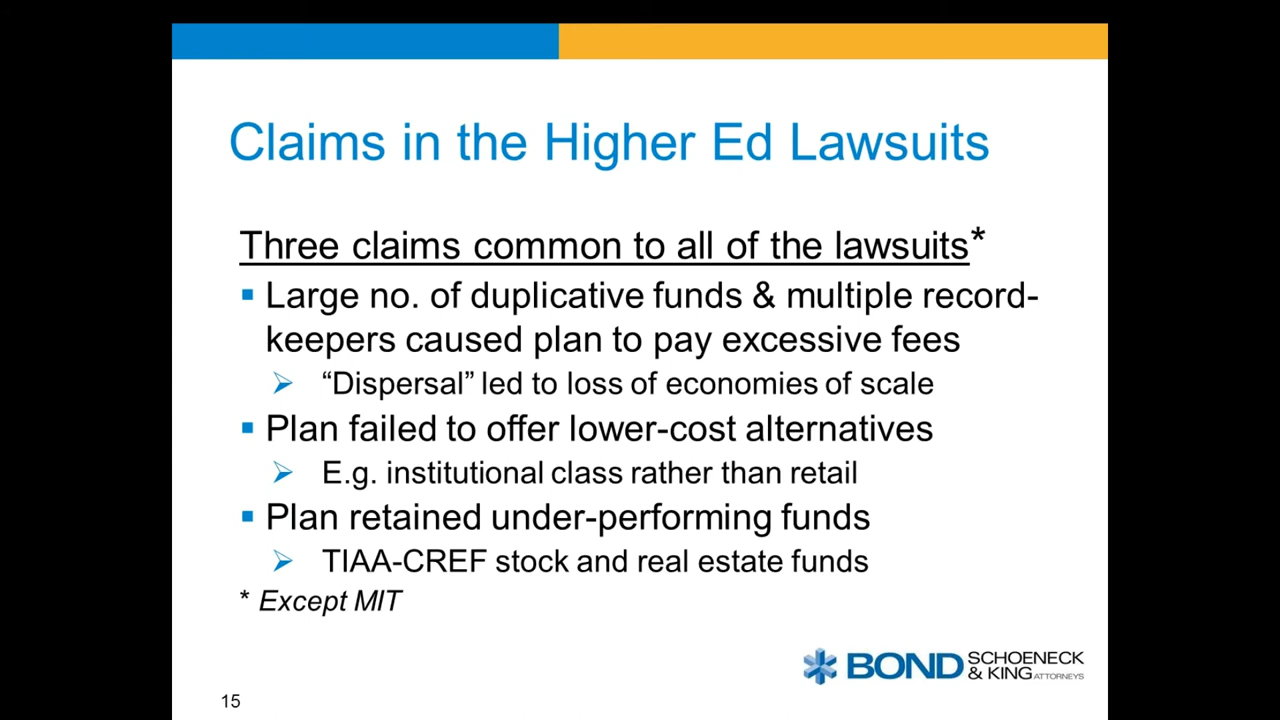 Claims in the Higher Ed Lawsuits
Three claims common to all of the lawsuits*
Large no. of duplicative funds & multiple record-
keepers caused plan to pay excessive fees
“Dispersal” led to loss of economies of scale
Plan failed to offer lower-cost alternatives
E.g. institutional class rather than retail
Plan retained under-performing funds
TIAA-CREF stock and real estate funds
* Except MIT
BOND SCHOENECK
& KING ATTORNEYS
15